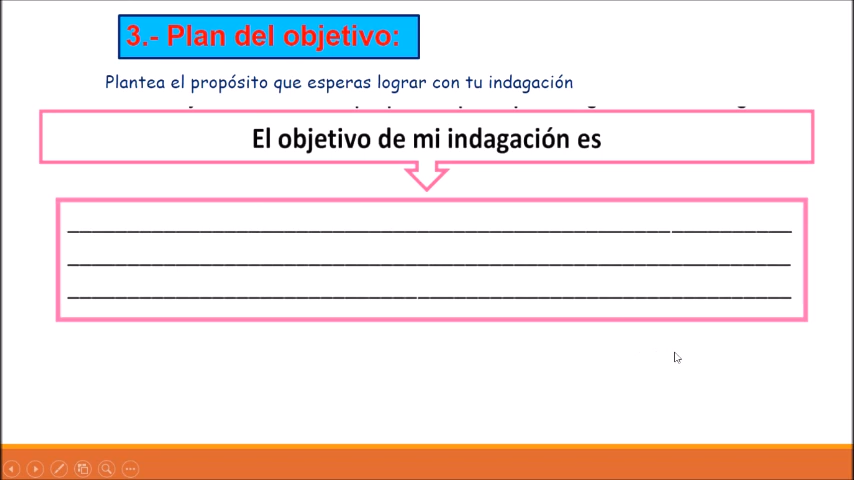 3.- Plan del objetivo:
Plantea el propósito que esperas lograr con tu indagación
El objetivo de mi indagación es